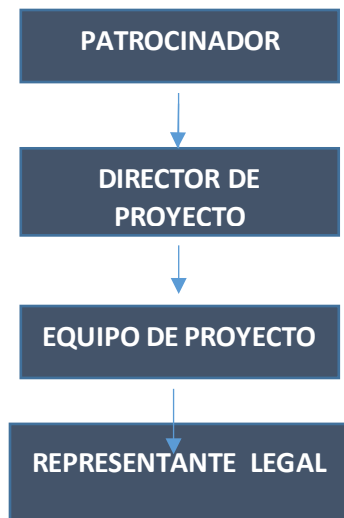 PATROCINADOR
DIRECTOR DE
PROYECTO
EQUIPO DE PROYECTO
REPRESENTANTE LEGAL